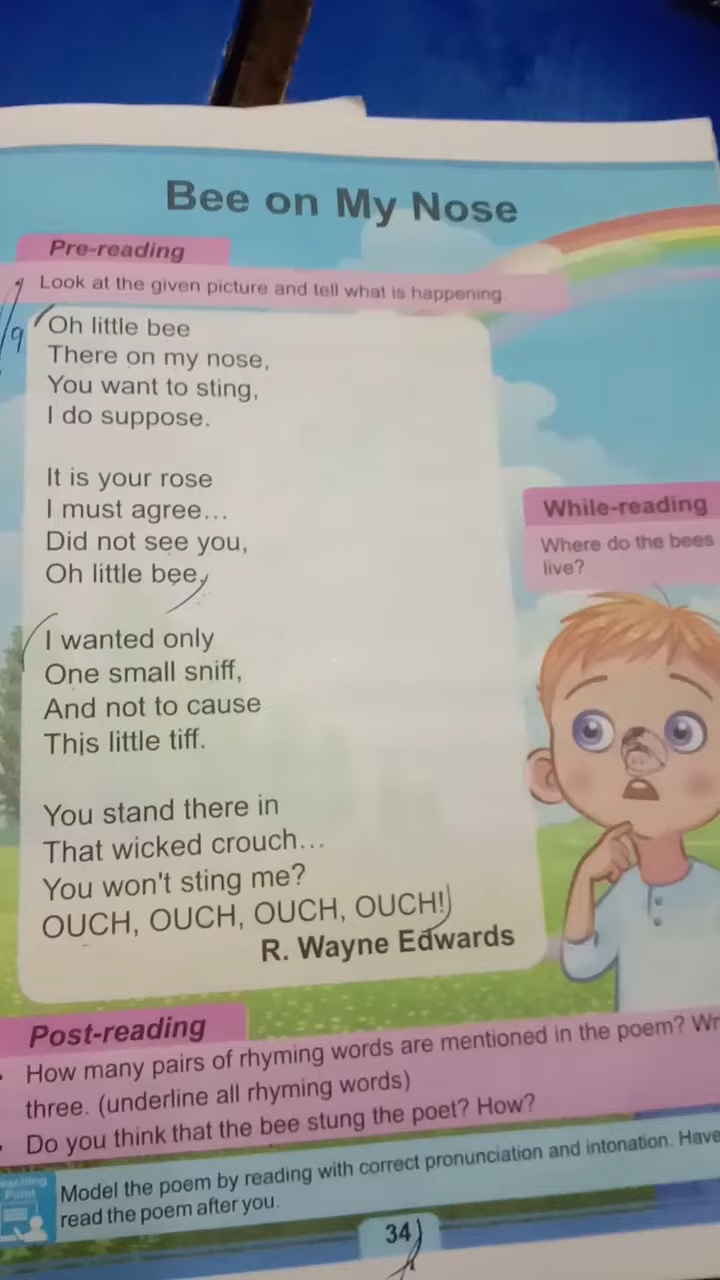 Bee on My Nose
Pre-reading
Look at the given picture and tell what is happening.
Oh little bee
There on my nose,
You want to sting,
I do suppose.
It is your rose
I must agree...
Did not see you,
Oh little bee,
I wanted only
One small sniff,
And not to cause
This little tiff.
You stand there in
That wicked crouch...
You won't sting me?
OUCH, OUCH, OUCH, OUCH!
R. Wayne Edwards
While-reading
Where do the bees
live?
Post-reading
How many pairs of rhyming words are mentioned in the poem?
three. (underline all rhyming words)
Do you think that the bee stung the poet? How?
Teaching
Point
Model the poem by reading with correct pronunciation and intonation. Have
read the poem after you.
34